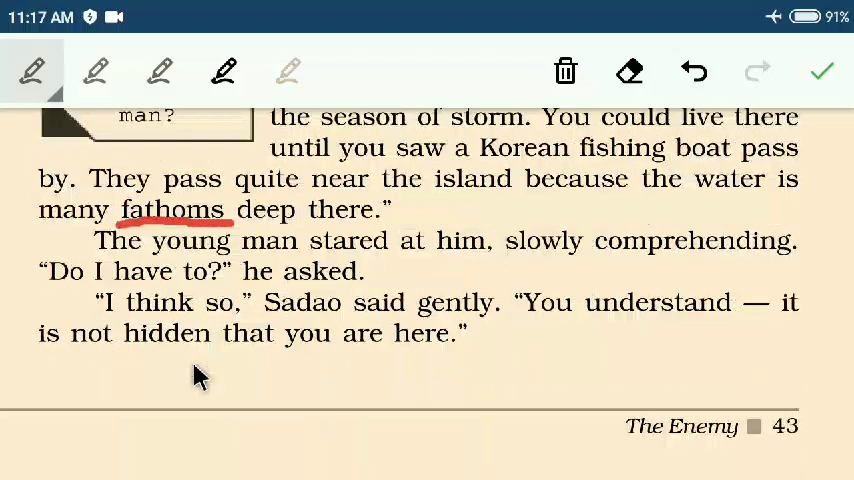 11:17 AM 91%
man? the season of storm. You could live there
until you saw a Korean fishing boat pass
by. They pass quite near the island because the water is
many fathoms deep there.”
The young man stared at him, slowly comprehending.
“Do I have to?” he asked.
“I think so,” Sadao said gently. “You understand — it
is not hidden that you are here.”
The Enemy 43